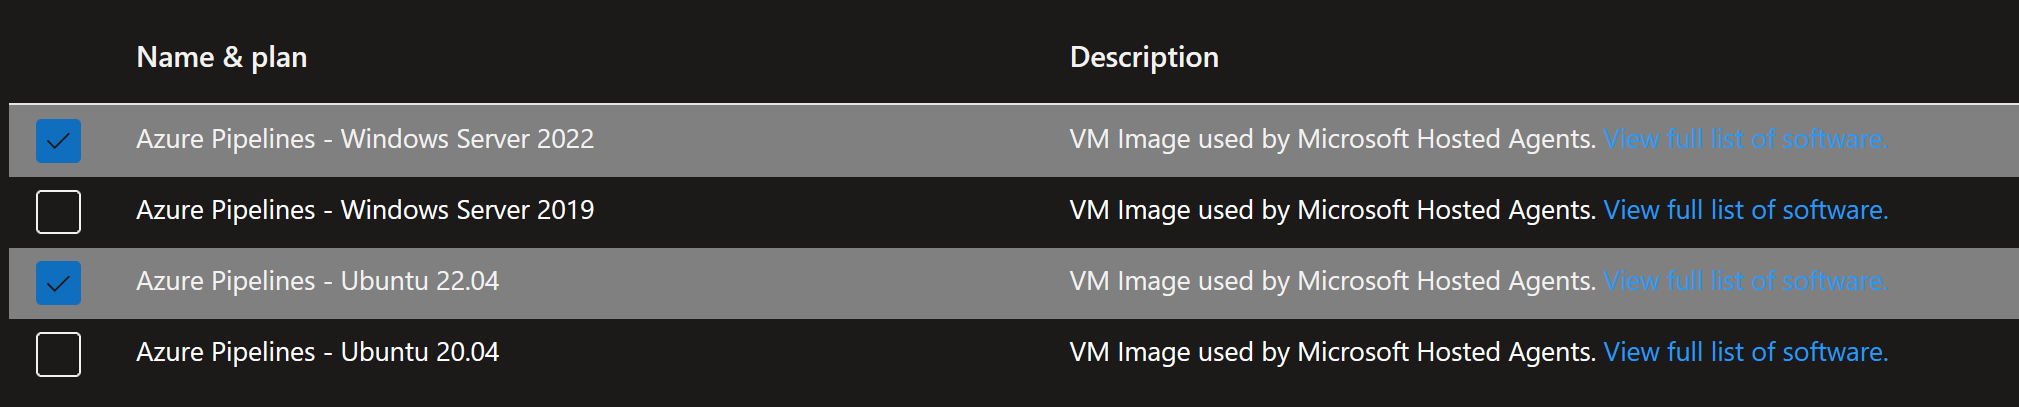 Name & plan Description
Azure Pipelines - Windows Server 2022 VM Image used by Microsoft Hosted Agents. View full list of software.
Azure Pipelines - Windows Server 2019 VM Image used by Microsoft Hosted Agents. View full list of software.
Azure Pipelines - Ubuntu 22.04 VM Image used by Microsoft Hosted Agents. View full list of software.
Azure Pipelines - Ubuntu 20.04 VM Image used by Microsoft Hosted Agents. View full list of software.